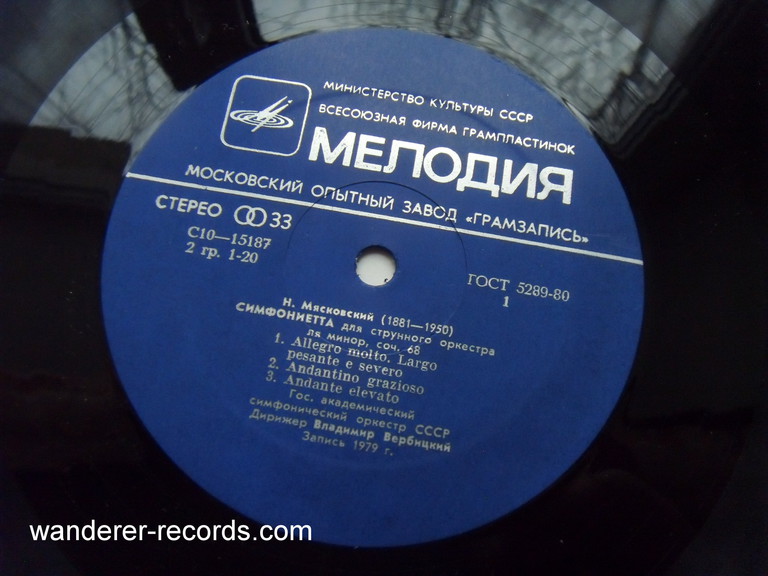 МИНИСТЕРСТВО КУЛЬТУРЫ СССР
ВСЕСОЮЗНАЯ ФИРМА ГРАМПЛАСТИНОК
МЕЛОДИЯ
МОСКОВСКИЙ ОПЫТНЫЙ ЗАВОД «ГРАМЗАПИСЬ»
СТЕРЕО 33
С10—15187
2 гр. 1-20
ГОСТ 5289-80
1
Н. Мясковский (1881—1950)
СИМФОНИЕТТА для струнного оркестра
ля минор, соч. 68
1. Allegro molto, Largo
pesante e severo
2. Andantino grazioso
3. Andante elevato
Гос. академический
симфонический оркестр СССР
Дирижер Владимир Вербицкий
Запись 1979 г.
wanderer-records.com